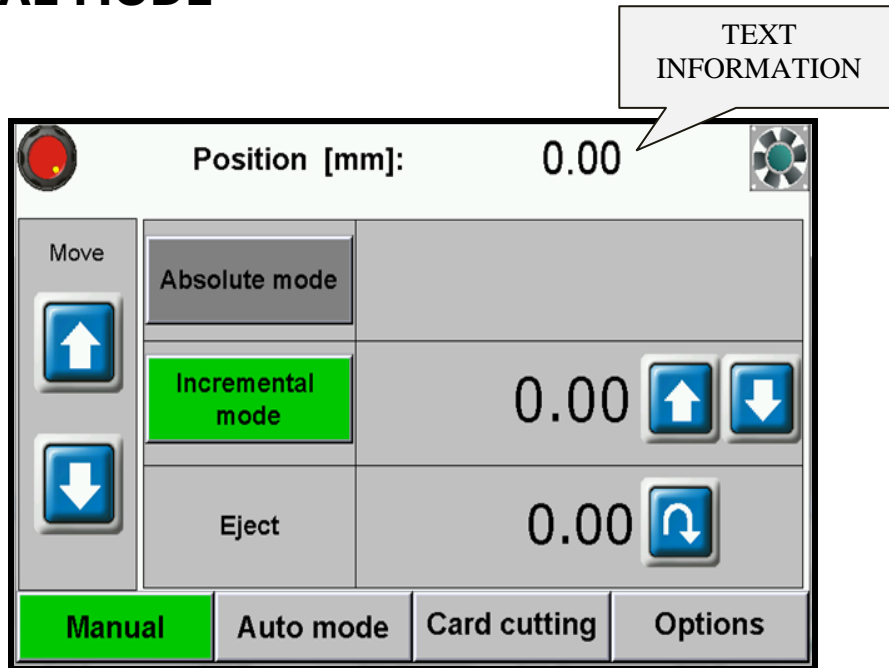 TEXT
INFORMATION
Position [mm]: 0.00
Move
Absolute mode
Incremental
mode
0.00
Eject
0.00
Manual
Auto mode
Card cutting
Options